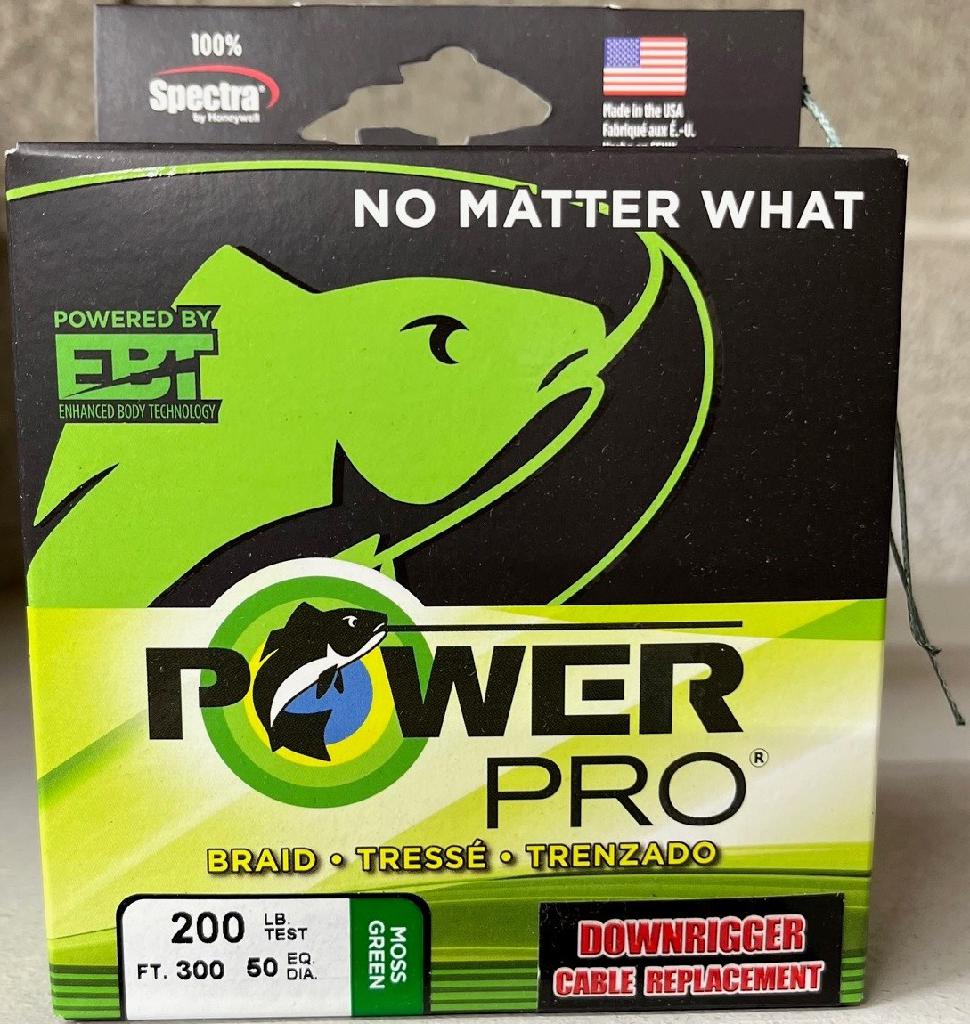 100%
Spectra®
by Honeywell
Made in the USA
Fabriqué aux É.-U.
NO MATTER WHAT
POWERED BY
EBT
ENHANCED BODY TECHNOLOGY
POWER
PRO®
BRAID • TRESSÉ • TRENZADO
200 LB. TEST
FT. 300 50 EQ. DIA.
MOSS
GREEN
DOWNRIGGER
CABLE REPLACEMENT